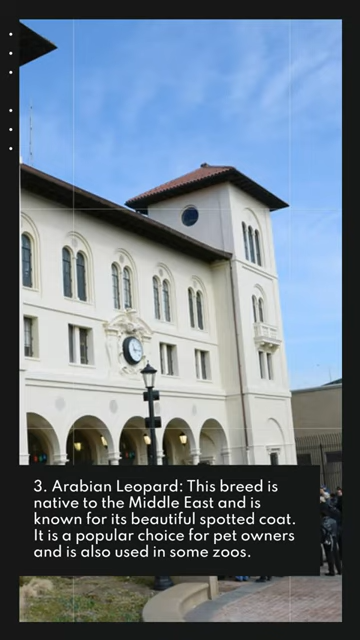 3. Arabian Leopard: This breed is
native to the Middle East and is
known for its beautiful spotted coat.
It is a popular choice for pet owners
and is also used in some zoos.